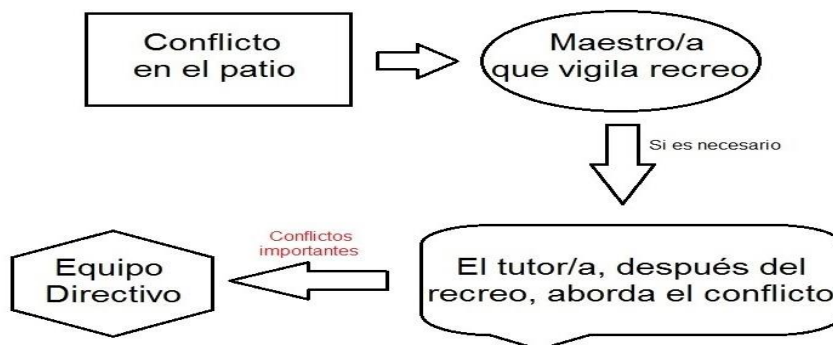 Conflicto
en el patio
Maestro/a
que vigila recreo
Si es necesario
El tutor/a, después del
recreo, aborda el conflicto
Conflictos
importantes
Equipo
Directivo